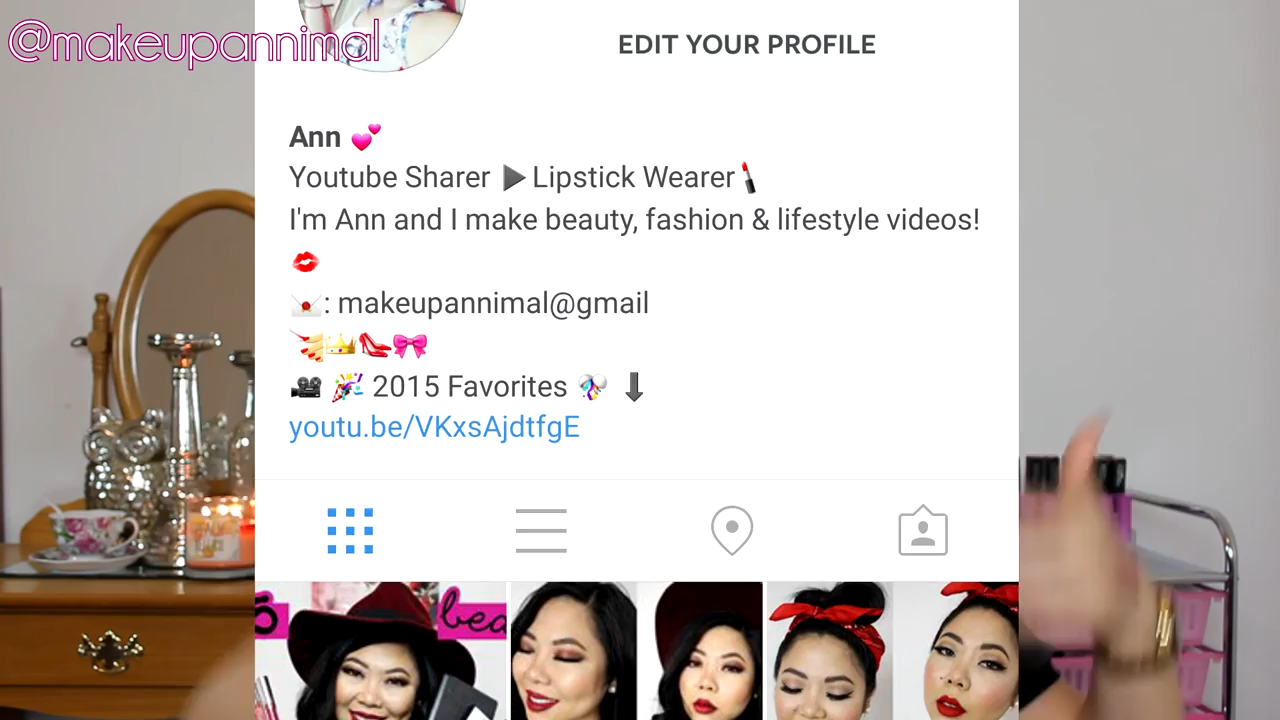 @makeupannimal
EDIT YOUR PROFILE
Ann 💕
Youtube Sharer ▶ Lipstick Wearer💄
I'm Ann and I make beauty, fashion & lifestyle videos!
💋
💌: makeupannimal@gmail
💅👑👠🎀
🎥 🎉 2015 Favorites 🎊 ⬇
youtu.be/VKxsAjdtfgE